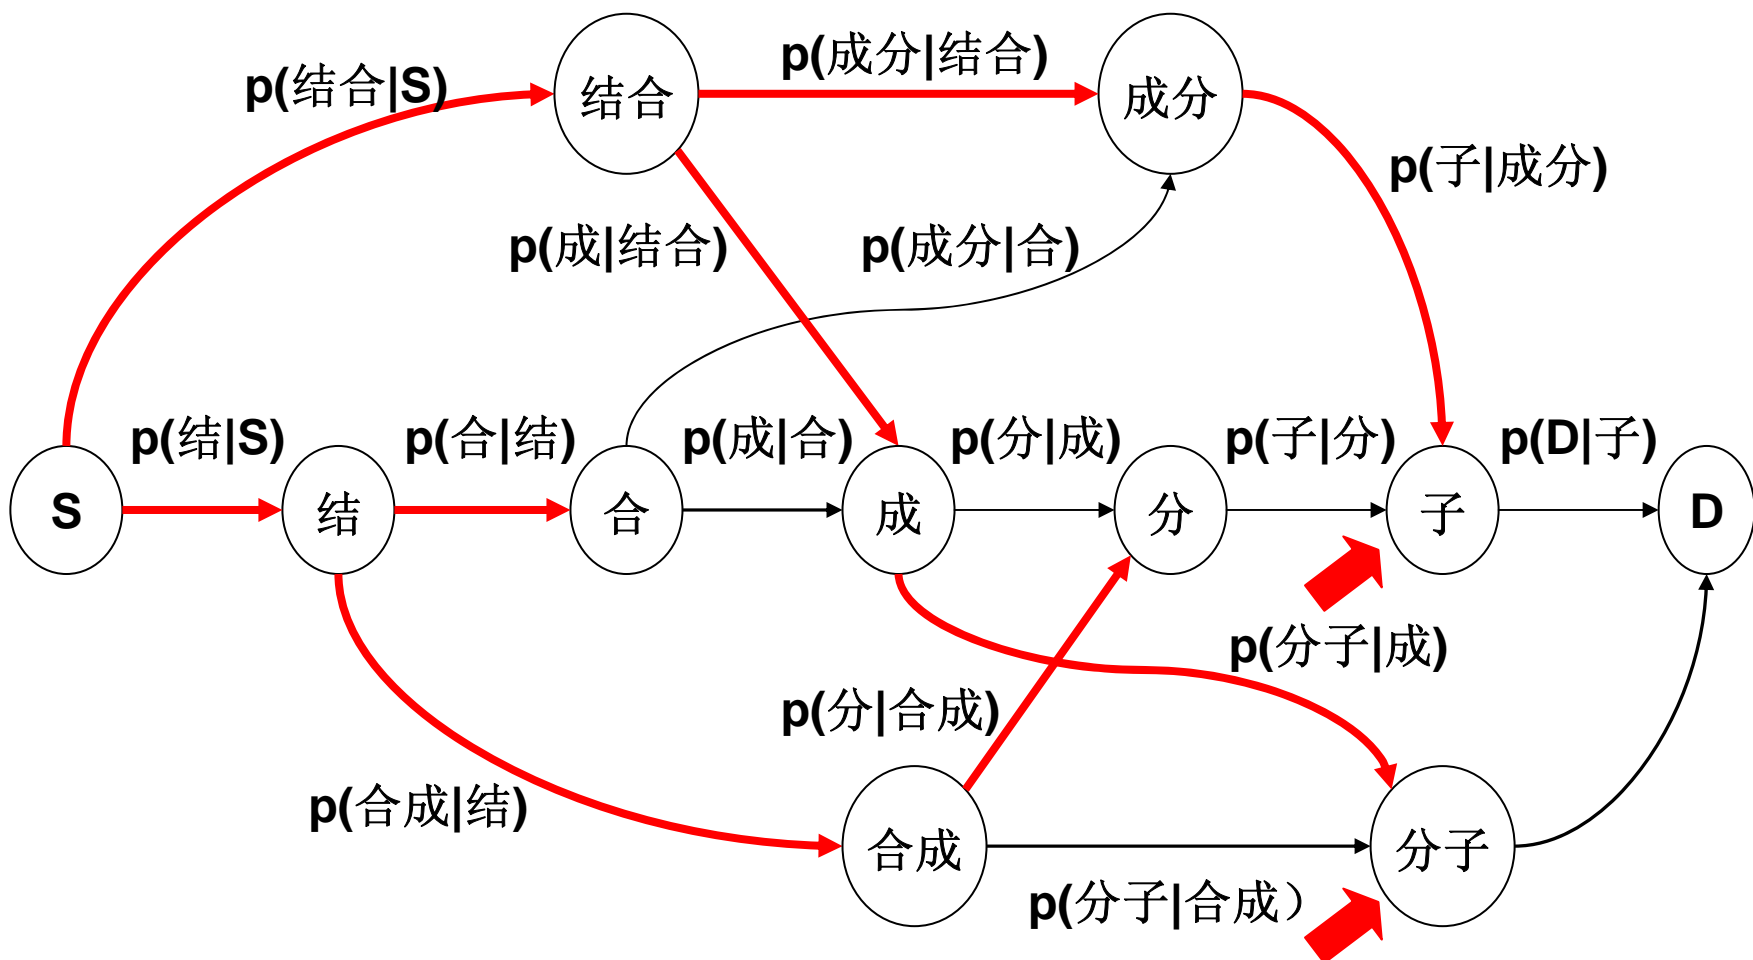 p(成分|结合)
p(结合|S)
结合
成分
p(子|成分)
p(成|结合)
p(成分|合)
p(结|S)
p(合|结)
p(成|合)
p(分|成)
p(子|分)
p(D|子)
S
结
合
成
分
子
D
p(分子|成)
p(分|合成)
p(合成|结)
合成
分子
p(分子|合成）